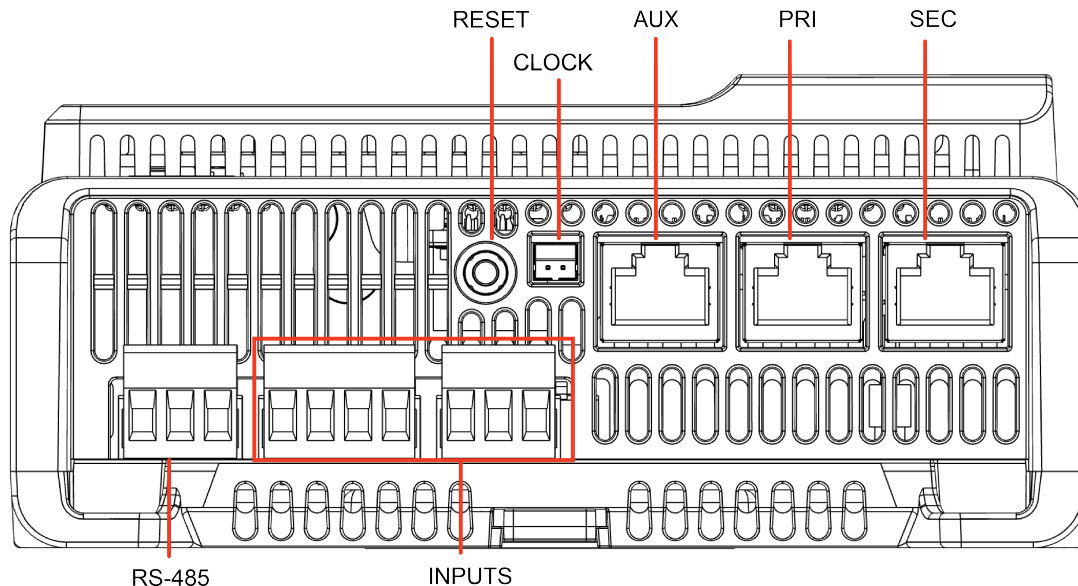 RESET
AUX
PRI
SEC
CLOCK
RS-485
INPUTS